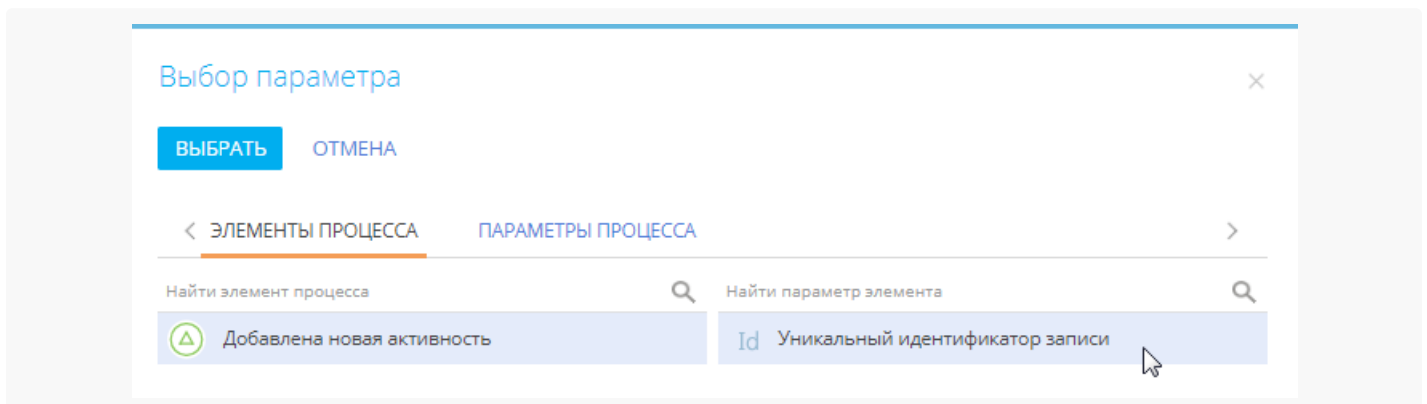 Выбор параметра
ВЫБРАТЬ ОТМЕНА
ЭЛЕМЕНТЫ ПРОЦЕССА ПАРАМЕТРЫ ПРОЦЕССА
Найти элемент процесса Найти параметр элемента
Добавлена новая активность Id Уникальный идентификатор записи